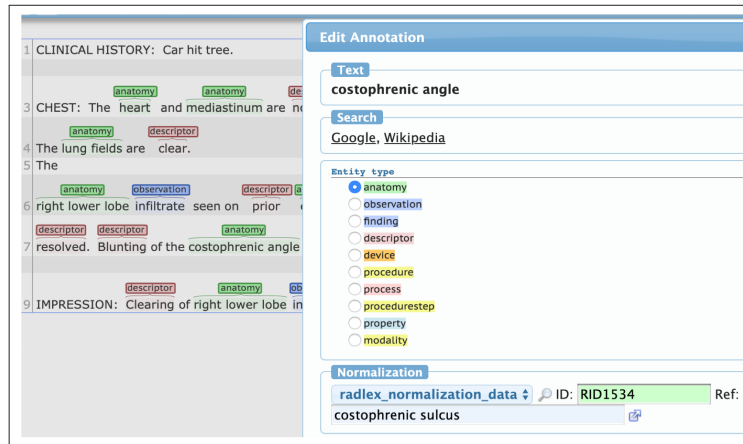 1 CLINICAL HISTORY: Car hit tree.
anatomy anatomy de
3 CHEST: The heart and mediastinum are no
anatomy descriptor
4 The lung fields are clear.
5 The
anatomy observation descriptor a
6 right lower lobe infiltrate seen on prior
descriptor descriptor anatomy
7 resolved. Blunting of the costophrenic angle
descriptor anatomy ob
9 IMPRESSION: Clearing of right lower lobe in
Edit Annotation
Text
costophrenic angle
Search
Google, Wikipedia
Entity type
anatomy
observation
finding
descriptor
device
procedure
process
procedurestep
property
modality
Normalization
radlex_normalization_data ID: RID1534 Ref:
costophrenic sulcus